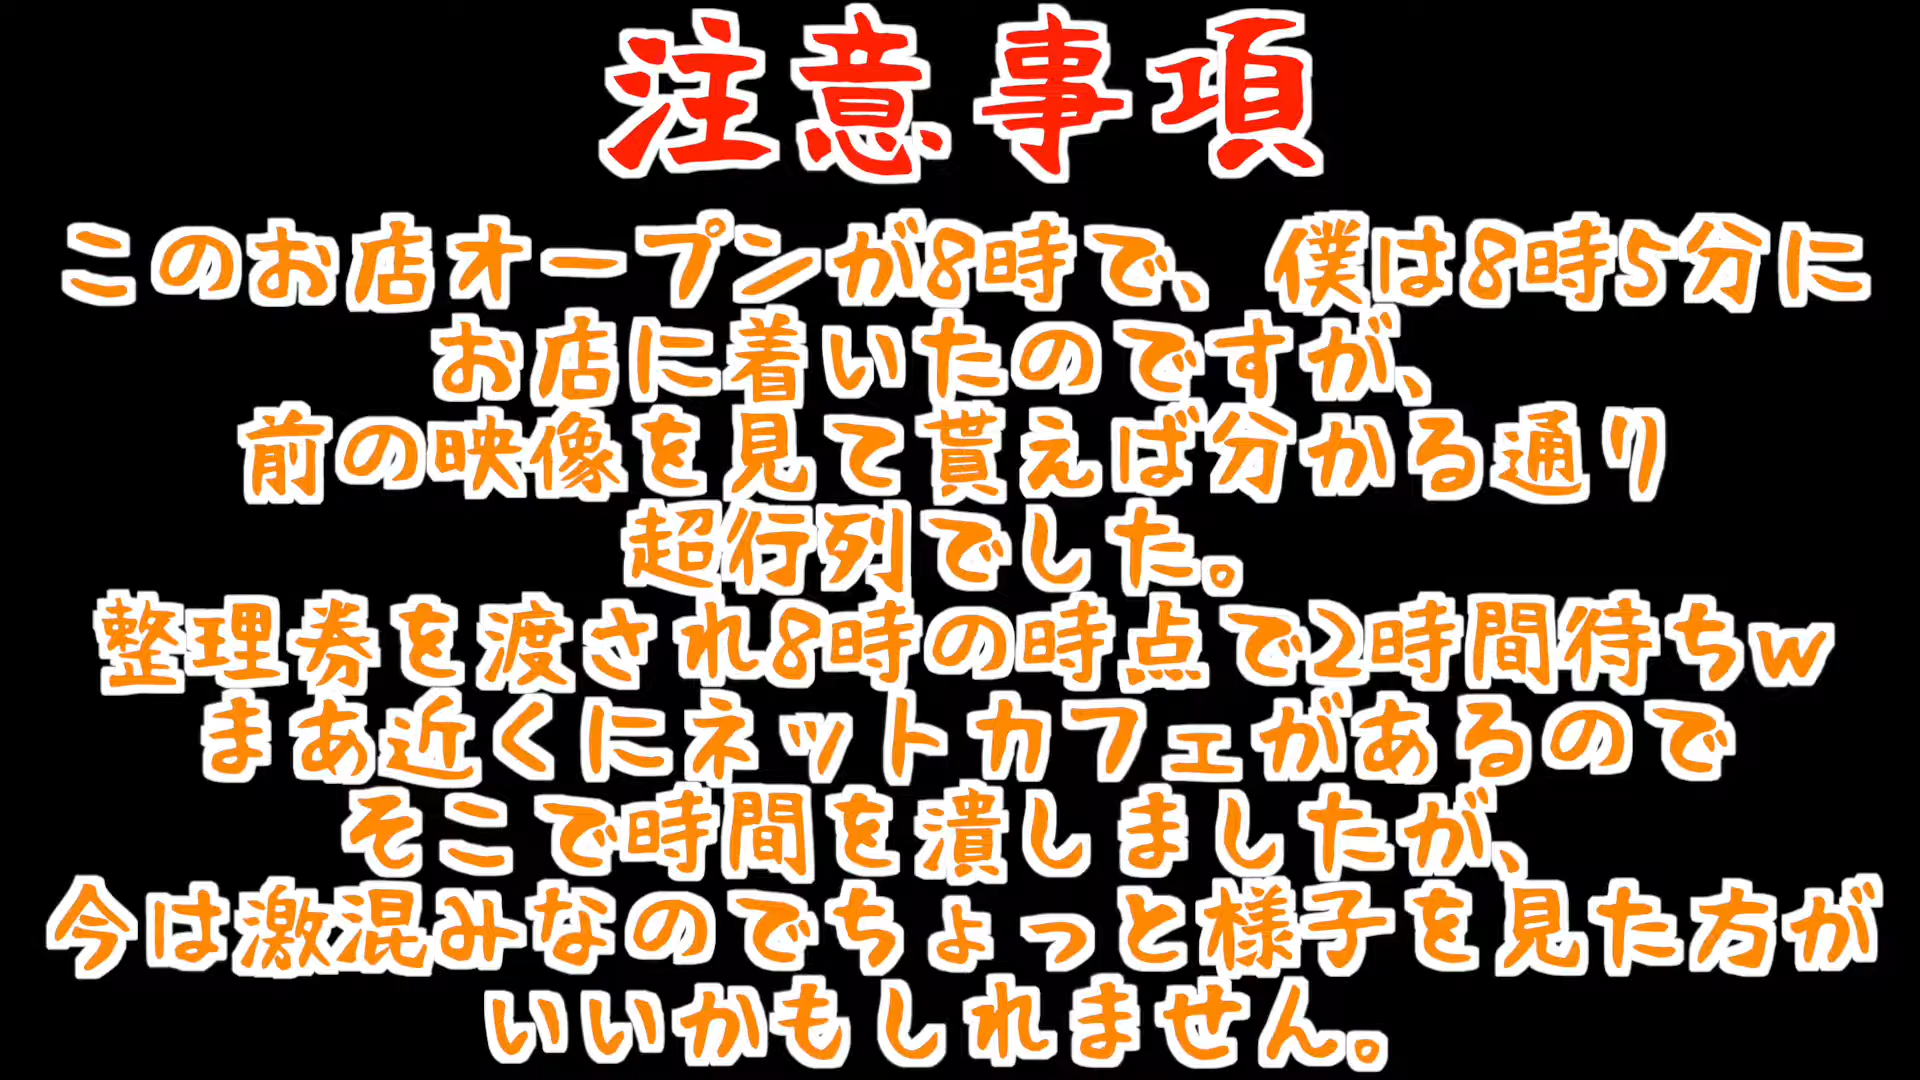 注意事項
このお店オープンが8時で、僕は8時5分に
お店に着いたのですが、
前の映像を見て貰えば分かる通り
超行列でした。
整理券を渡され8時の時点で2時間待ちw
まあ近くにネットカフェがあるので
そこで時間を潰しましたが、
今は激混みなのでちょっと様子を見た方が
いいかもしれません。